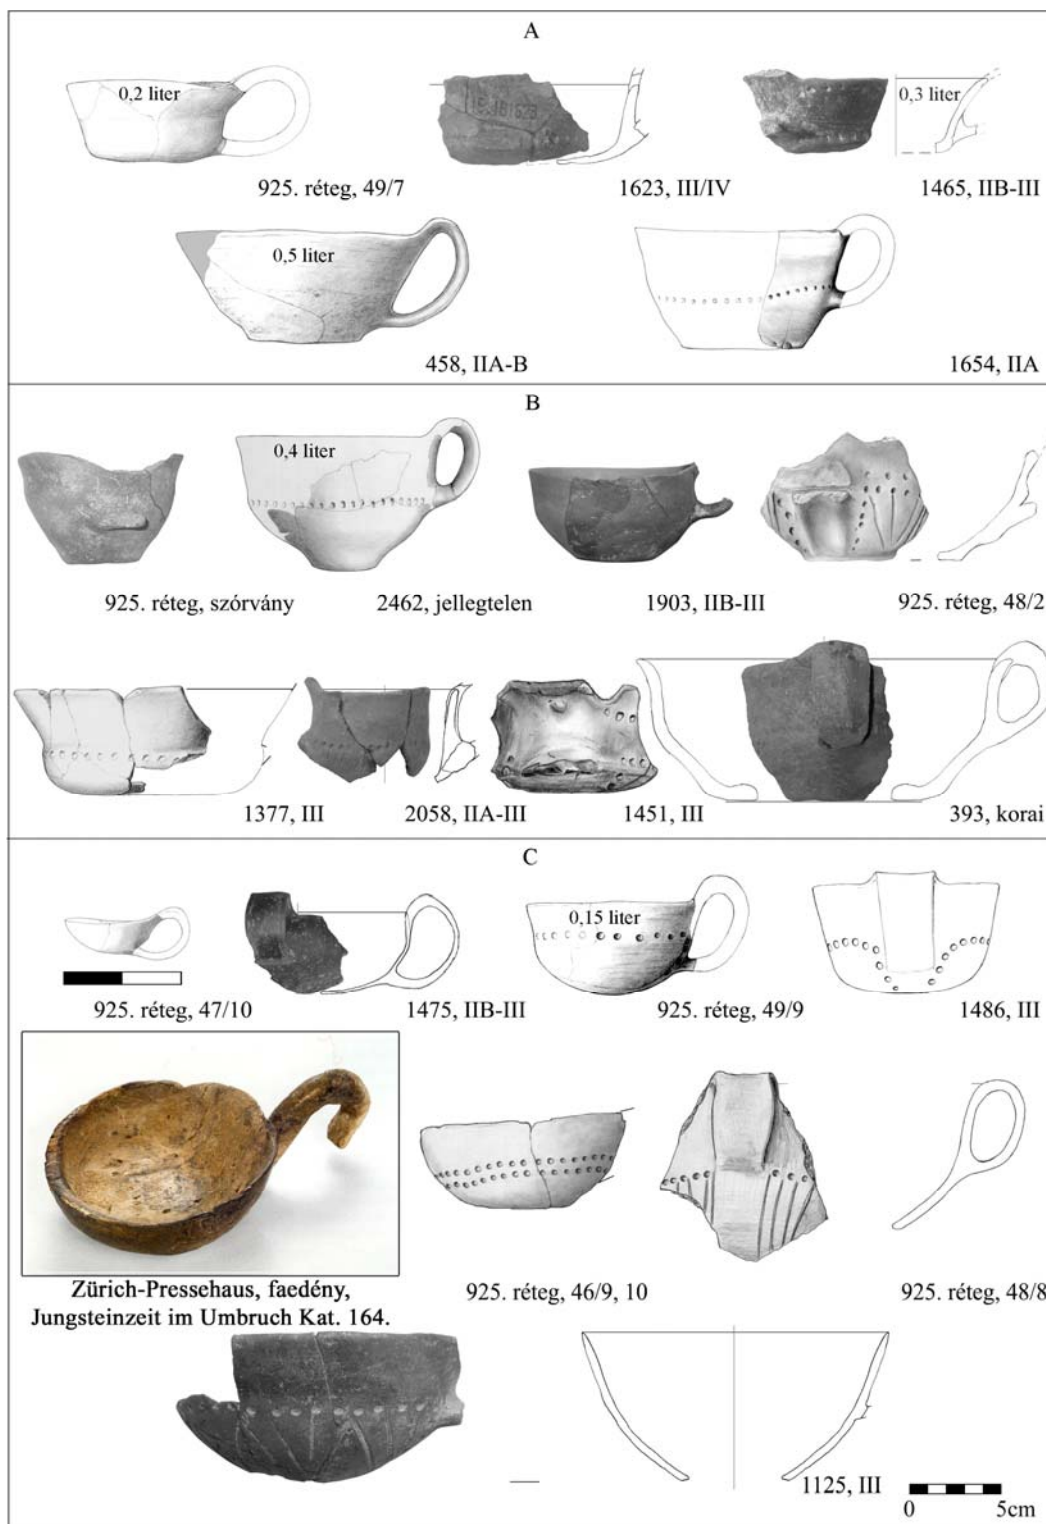 A
0,2 liter
0,3 liter
925. réteg, 49/7
1623, III/IV
1465, IIB-III
0,5 liter
458, IIA-B
1654, IIA
B
0,4 liter
925. réteg, szórvány
2462, jellegtelen
1903, IIB-III
925. réteg, 48/2
1377, III
2058, IIA-III
1451, III
393, korai
C
0,15 liter
925. réteg, 47/10
1475, IIB-III
925. réteg, 49/9
1486, III
Zürich-Pressehaus, faedény,
Jungsteinzeit im Umbruch Kat. 164.
925. réteg, 46/9, 10
925. réteg, 48/8
1125, III
0 5cm